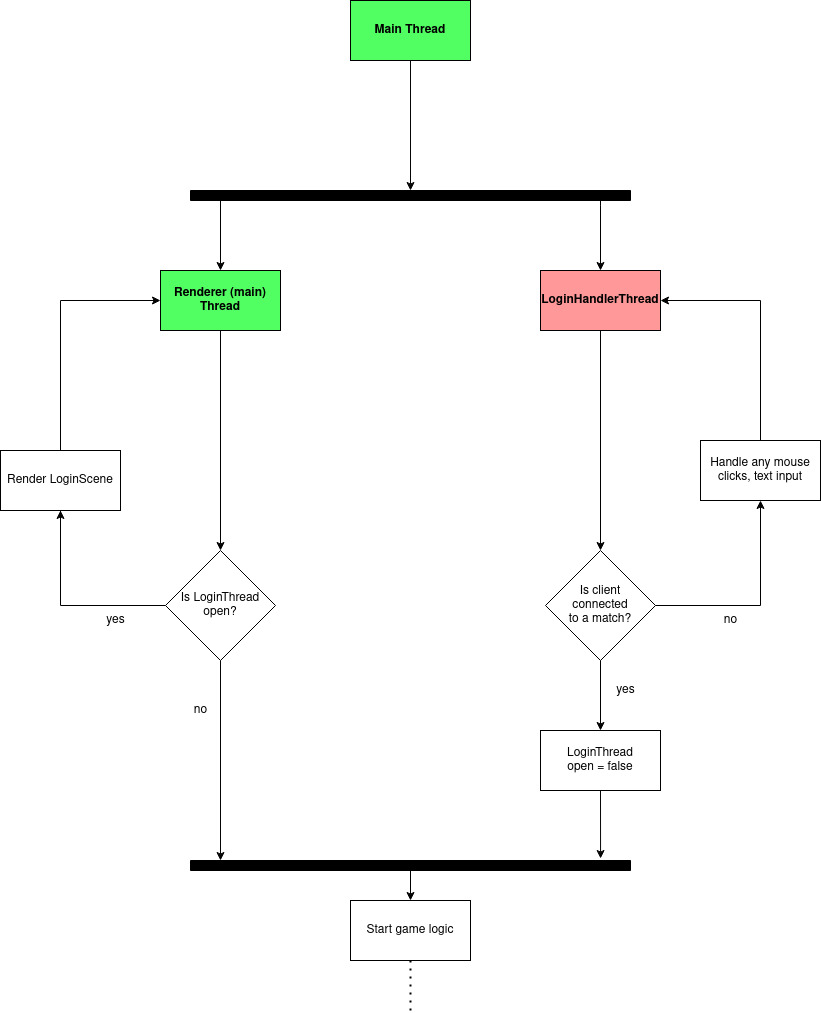 Main Thread
Renderer (main)
Thread
LoginHandlerThread
Render LoginScene
Handle any mouse
clicks, text input
Is LoginThread
open?
Is client
connected
to a match?
yes
no
yes
no
LoginThread
open = false
Start game logic